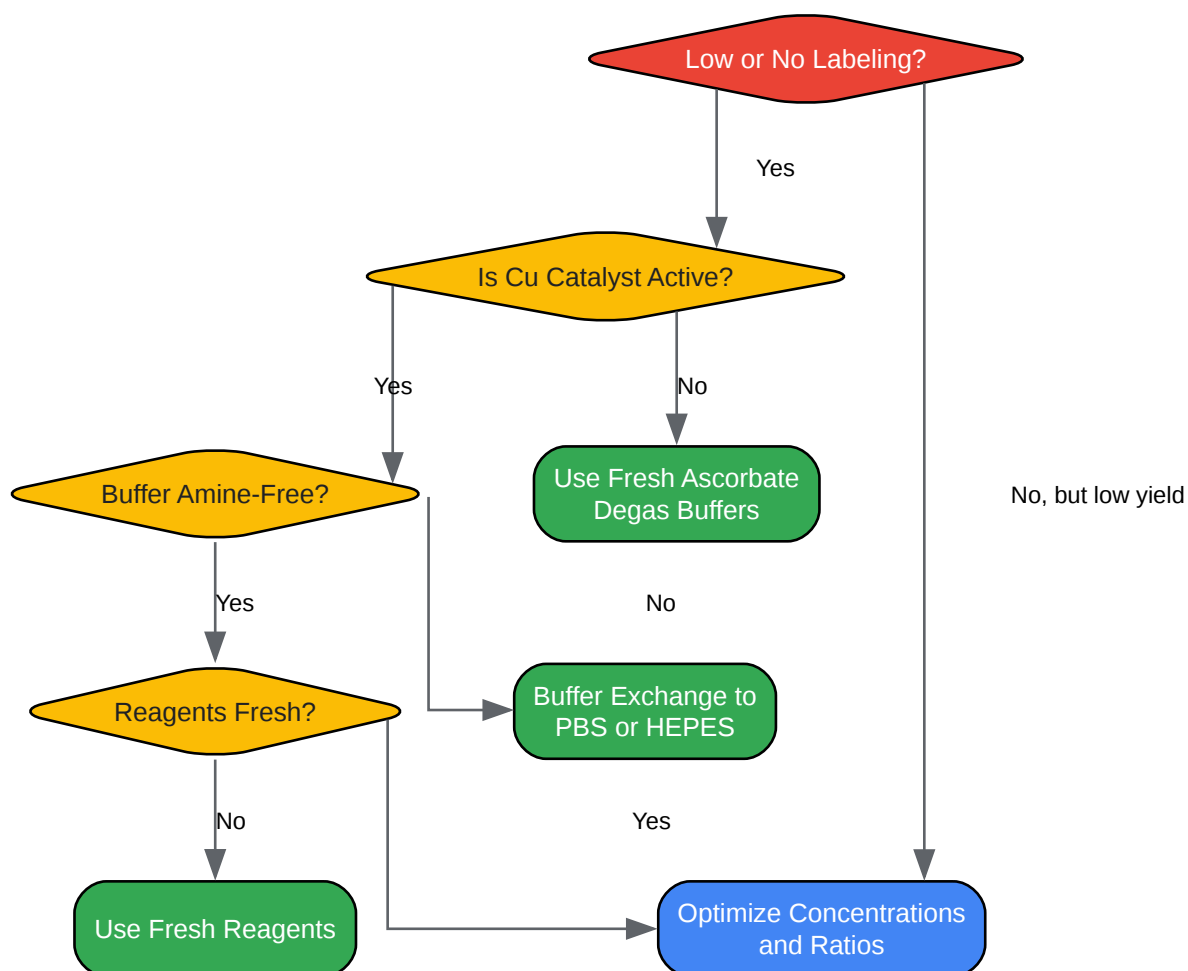 Low or No Labeling?
Yes
Is Cu Catalyst Active?
Yes
No
Use Fresh Ascorbate
Degas Buffers
Buffer Amine-Free?
No, but low yield
Yes
No
Buffer Exchange to
PBS or HEPES
Reagents Fresh?
No
Yes
Use Fresh Reagents
Optimize Concentrations
and Ratios